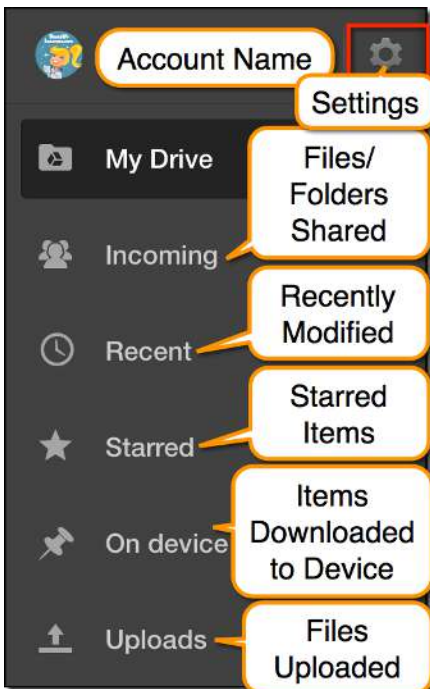 Account Name
Settings
My Drive
Files/
Folders
Shared
Incoming
Recently
Modified
Recent
Starred
Items
Starred
Items
Downloaded
to Device
On device
Files
Uploaded
Uploads